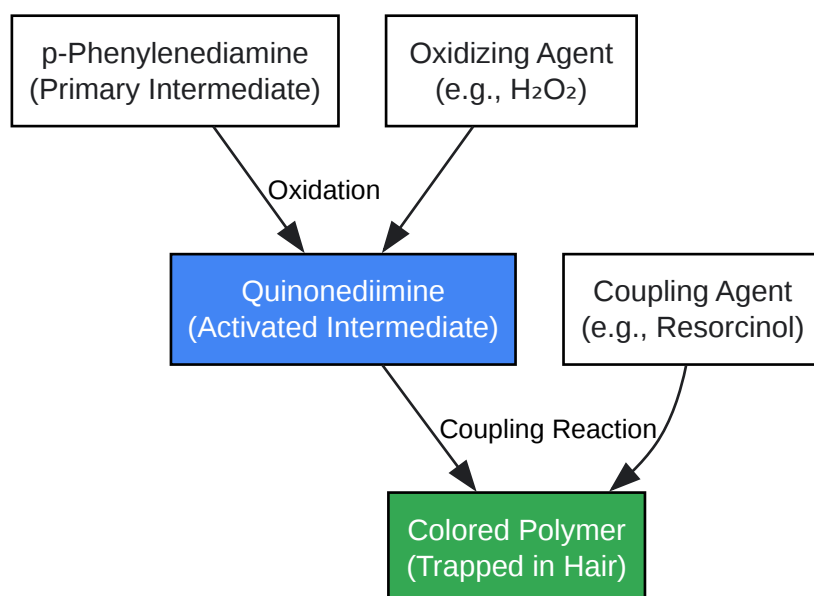 p-Phenylenediamine
(Primary Intermediate)
Oxidizing Agent
(e.g., H₂O₂)
Oxidation
Quinonediimine
(Activated Intermediate)
Coupling Agent
(e.g., Resorcinol)
Coupling Reaction
Colored Polymer
(Trapped in Hair)